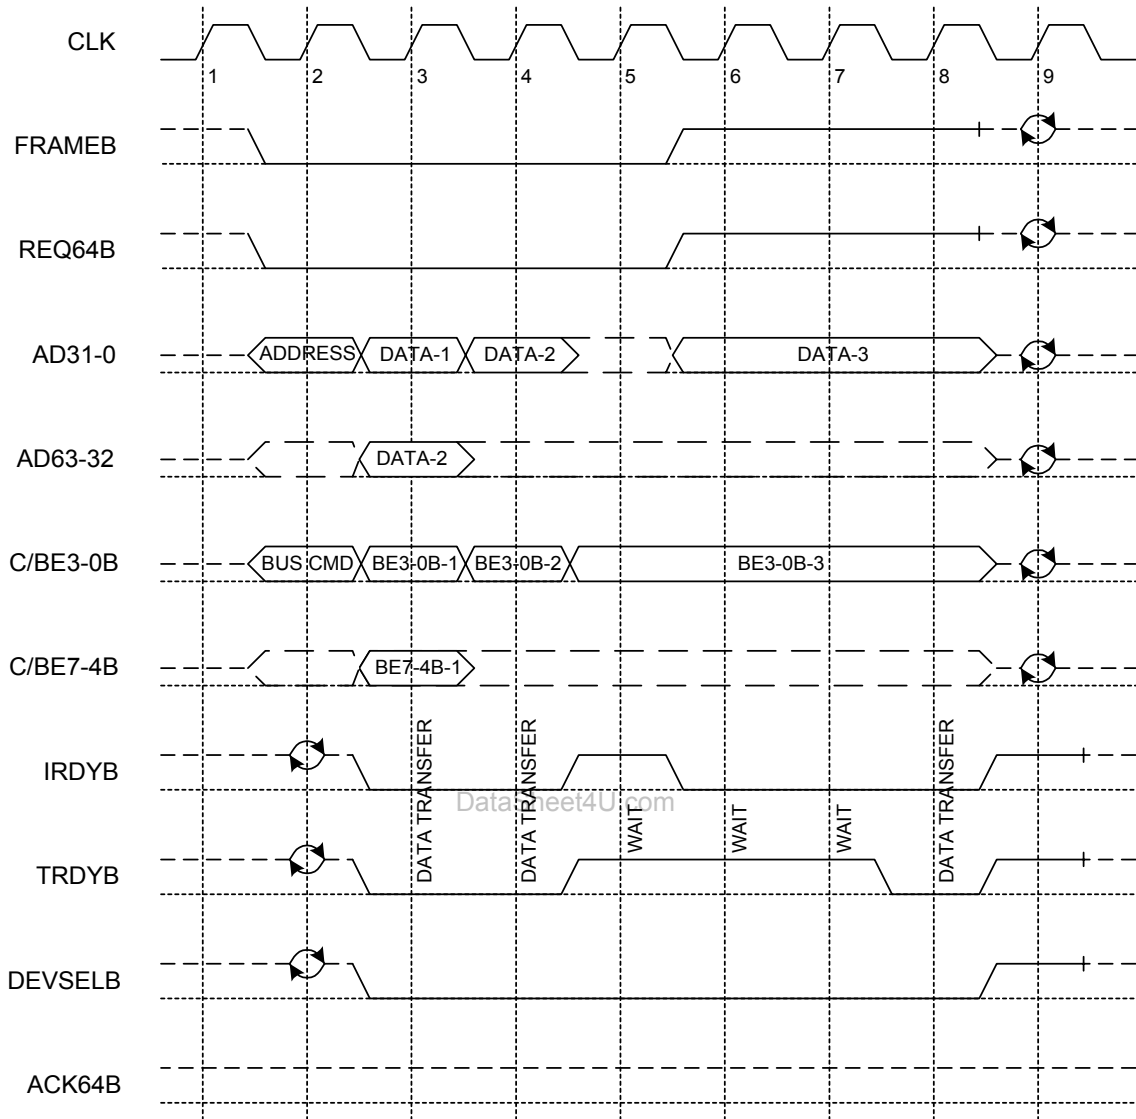 CLK
1 2 3 4 5 6 7 8 9
FRAMEB
REQ64B
AD31-0
ADDRESS DATA-1 DATA-2 DATA-3
AD63-32
DATA-2
C/BE3-0B
BUS CMD BE3-0B-1 BE3-0B-2 BE3-0B-3
C/BE7-4B
BE7-4B-1
IRDYB
DATA TRANSFER
DATA TRANSFER
WAIT
WAIT
WAIT
DATA TRANSFER
DataSheet4U.com
TRDYB
DEVSELB
ACK64B